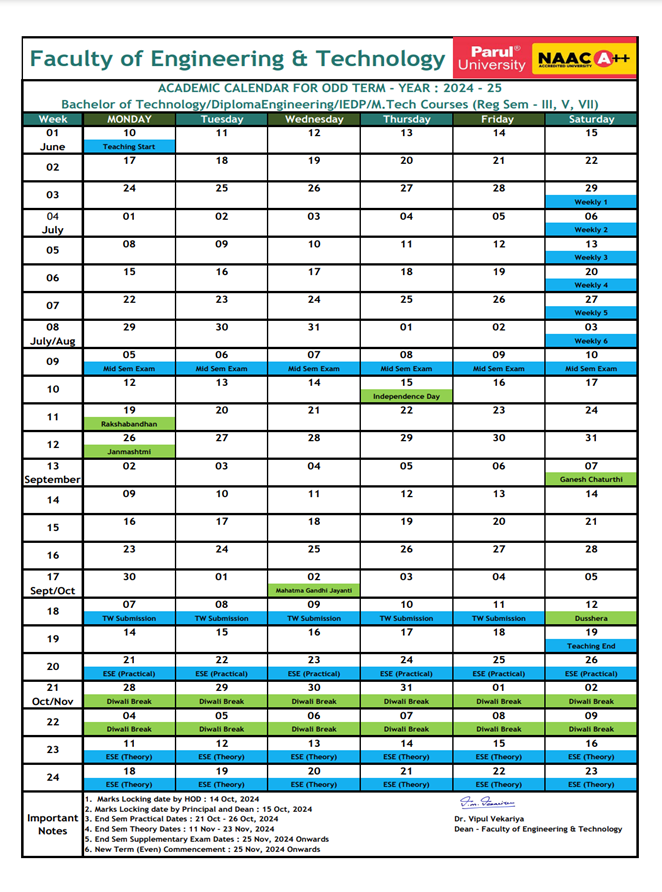 Faculty of Engineering & Technology
Parul®
University
NAAC A++
ACCREDITED UNIVERSITY
ACADEMIC CALENDAR FOR ODD TERM - YEAR : 2024 - 25
Bachelor of Technology/DiplomaEngineering/IEDP/M.Tech Courses (Reg Sem - III, V, VII)
Week MONDAY Tuesday Wednesday Thursday Friday Saturday
01 10 11 12 13 14 15
June Teaching Start
02 17 18 19 20 21 22
03 24 25 26 27 28 29
Weekly 1
04 01 02 03 04 05 06
July Weekly 2
05 08 09 10 11 12 13
Weekly 3
06 15 16 17 18 19 20
Weekly 4
07 22 23 24 25 26 27
Weekly 5
08 29 30 31 01 02 03
July/Aug Weekly 6
09 05 06 07 08 09 10
Mid Sem Exam Mid Sem Exam Mid Sem Exam Mid Sem Exam Mid Sem Exam Mid Sem Exam
10 12 13 14 15 16 17
Independence Day
11 19 20 21 22 23 24
Rakshabandhan
12 26 27 28 29 30 31
Janmashtmi
13 02 03 04 05 06 07
September Ganesh Chaturthi
14 09 10 11 12 13 14
15 16 17 18 19 20 21
16 23 24 25 26 27 28
17 30 01 02 03 04 05
Sept/Oct Mahatma Gandhi Jayanti
18 07 08 09 10 11 12
TW Submission TW Submission TW Submission TW Submission TW Submission Dusshera
19 14 15 16 17 18 19
Teaching End
20 21 22 23 24 25 26
ESE (Practical) ESE (Practical) ESE (Practical) ESE (Practical) ESE (Practical) ESE (Practical)
21 28 29 30 31 01 02
Oct/Nov Diwali Break Diwali Break Diwali Break Diwali Break Diwali Break Diwali Break
22 04 05 06 07 08 09
Diwali Break Diwali Break Diwali Break Diwali Break Diwali Break Diwali Break
23 11 12 13 14 15 16
ESE (Theory) ESE (Theory) ESE (Theory) ESE (Theory) ESE (Theory) ESE (Theory)
24 18 19 20 21 22 23
ESE (Theory) ESE (Theory) ESE (Theory) ESE (Theory) ESE (Theory) ESE (Theory)
Important
Notes
1. Marks Locking date by HOD : 14 Oct, 2024
2. Marks Locking date by Principal and Dean : 15 Oct, 2024
3. End Sem Practical Dates : 21 Oct - 26 Oct, 2024
4. End Sem Theory Dates : 11 Nov - 23 Nov, 2024
5. End Sem Supplementary Exam Dates : 25 Nov, 2024 Onwards
6. New Term (Even) Commencement : 25 Nov, 2024 Onwards
Dr. Vipul Vekariya
Dean - Faculty of Engineering & Technology